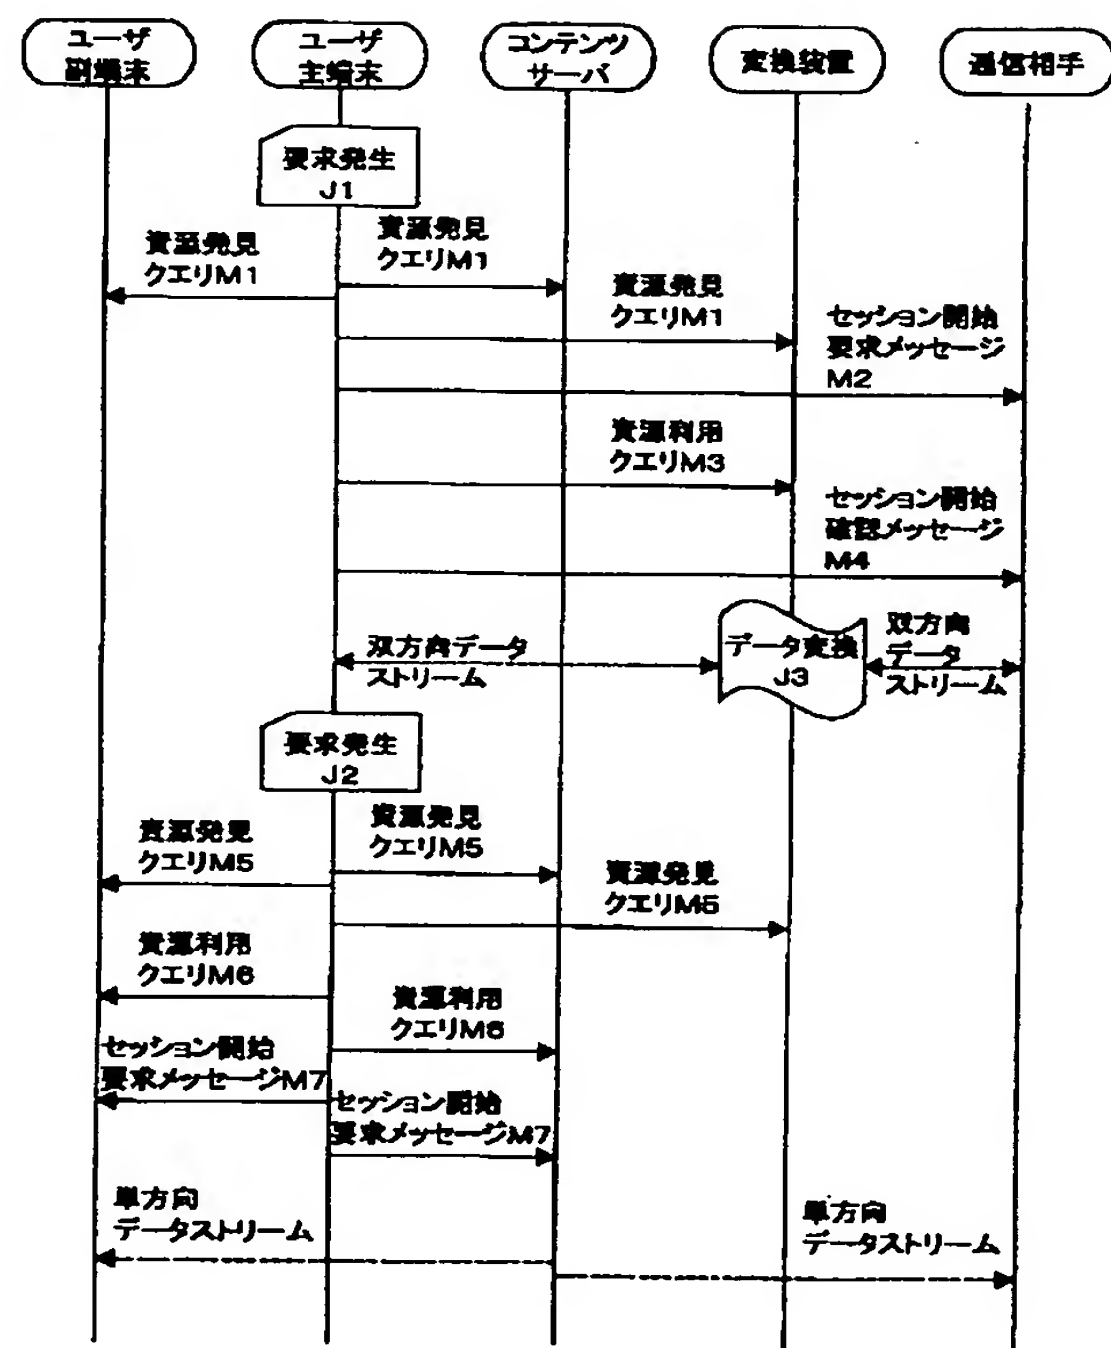 ユーザ
副端末
ユーザ
主端末
コンテンツ
サーバ
変換装置
通信相手
要求発生
J1
資源発見
クエリM1
資源発見
クエリM1
資源発見
クエリM1
セッション開始
要求メッセージ
M2
資源利用
クエリM3
セッション開始
確認メッセージ
M4
双方向データ
ストリーム
データ変換
J3
双方向
データ
ストリーム
要求発生
J2
資源発見
クエリM5
資源発見
クエリM5
資源発見
クエリM5
資源利用
クエリM6
資源利用
クエリM6
セッション開始
要求メッセージM7
セッション開始
要求メッセージM7
単方向
データストリーム
単方向
データストリーム